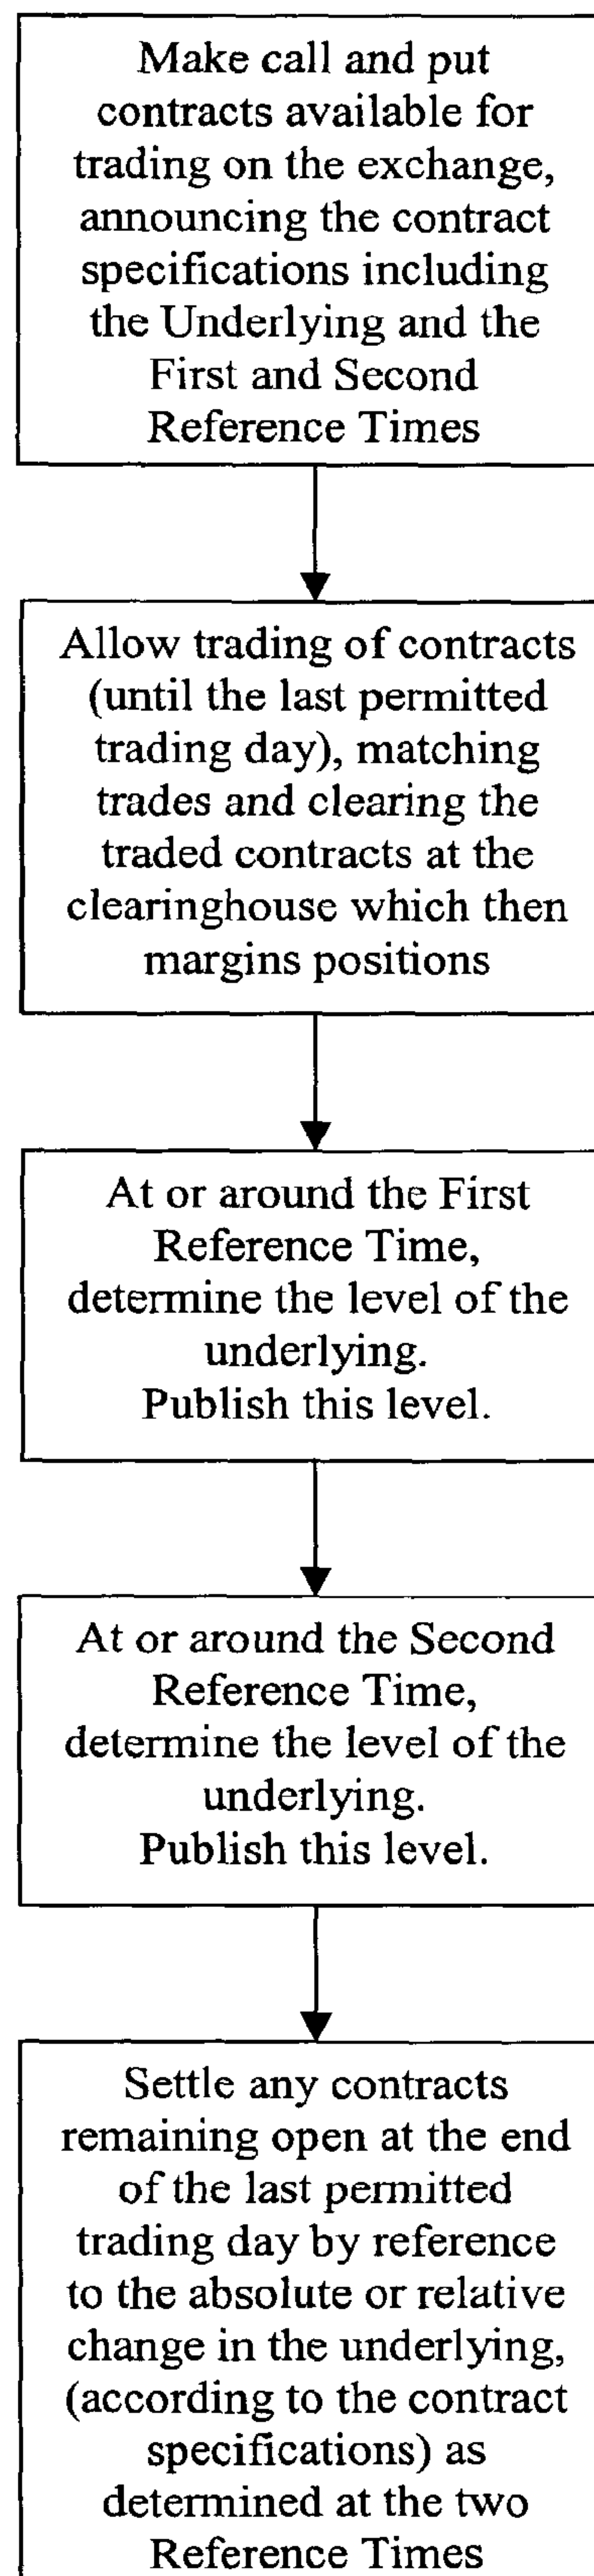 Make call and put
contracts available for
trading on the exchange,
announcing the contract
specifications including
the Underlying and the
First and Second
Reference Times
Allow trading of contracts
(until the last permitted
trading day), matching
trades and clearing the
traded contracts at the
clearinghouse which then
margins positions
At or around the First
Reference Time,
determine the level of the
underlying.
Publish this level.
At or around the Second
Reference Time,
determine the level of the
underlying.
Publish this level.
Settle any contracts
remaining open at the end
of the last permitted
trading day by reference
to the absolute or relative
change in the underlying,
(according to the contract
specifications) as
determined at the two
Reference Times